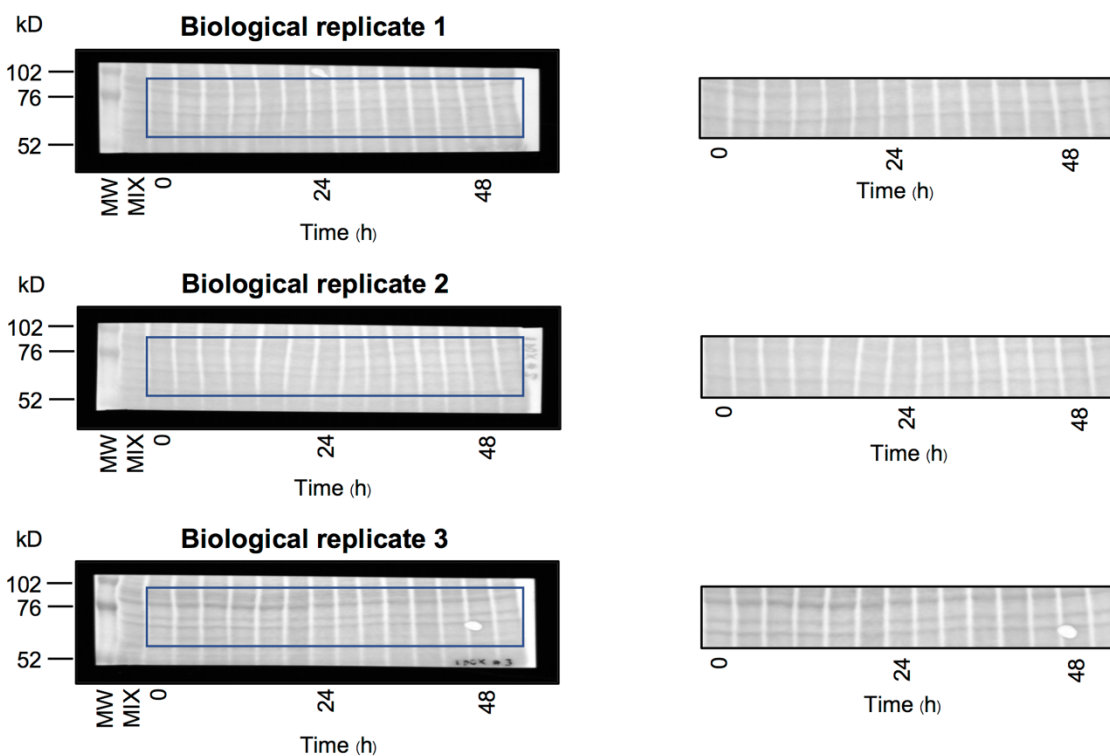 kD
Biological replicate 1
102
76
52
MW
MIX
0
24
48
Time (h)
0
24
48
Time (h)
kD
Biological replicate 2
102
76
52
MW
MIX
0
24
48
Time (h)
0
24
48
Time (h)
kD
Biological replicate 3
102
76
52
MW
MIX
0
24
48
Time (h)
0
24
48
Time (h)